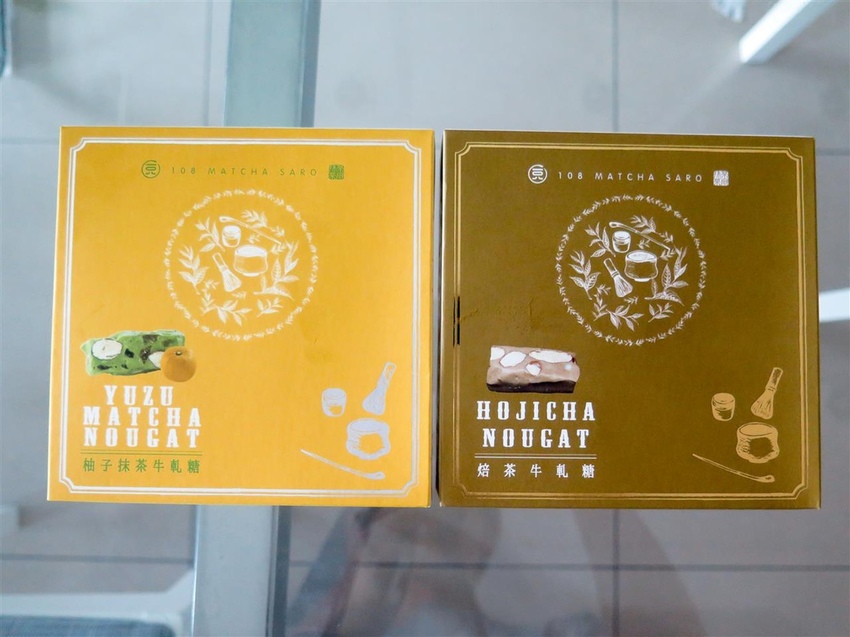 108 MATCHA SARO
YUZU
MATCHA
NOUGAT
柚子抹茶牛軋糖
108 MATCHA SARO
HOJICHA
NOUGAT
焙茶牛軋糖